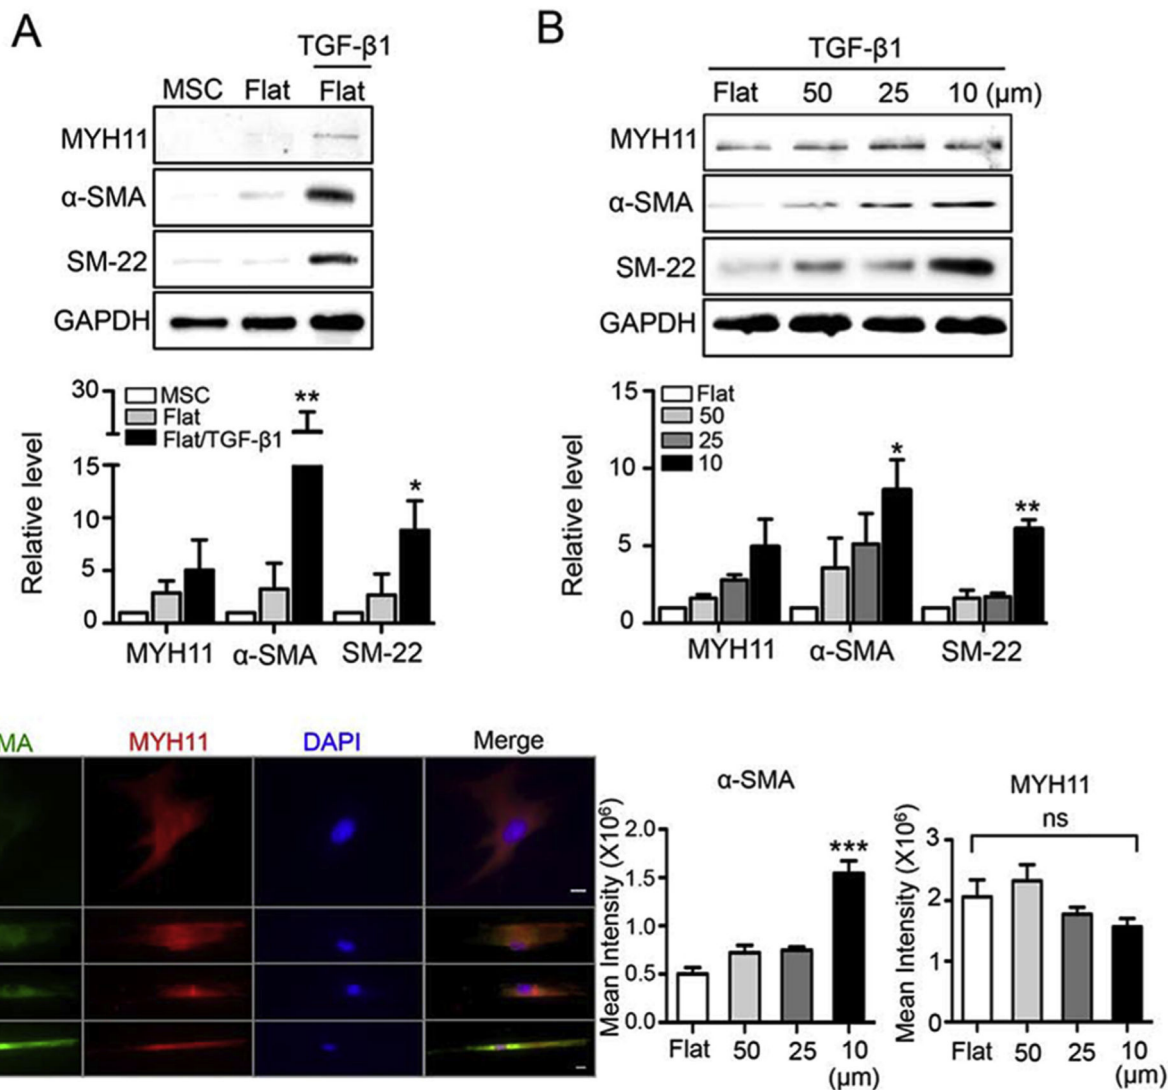 A
TGF-β1
MSC Flat Flat
MYH11
α-SMA
SM-22
GAPDH
30
15
10
5
0
Relative level
MSC
Flat
Flat/TGF-β1
**
*
MYH11 α-SMA SM-22
B
TGF-β1
Flat 50 25 10 (μm)
MYH11
α-SMA
SM-22
GAPDH
15
10
5
0
Relative level
Flat
50
25
10
*
**
MYH11 α-SMA SM-22
MA MYH11 DAPI Merge
α-SMA
Mean Intensity (X10⁶)
2.0
1.5
1.0
0.5
0.0
***
Flat 50 25 10
(μm)
MYH11
Mean Intensity (X10⁶)
3
2
1
0
ns
Flat 50 25 10
(μm)